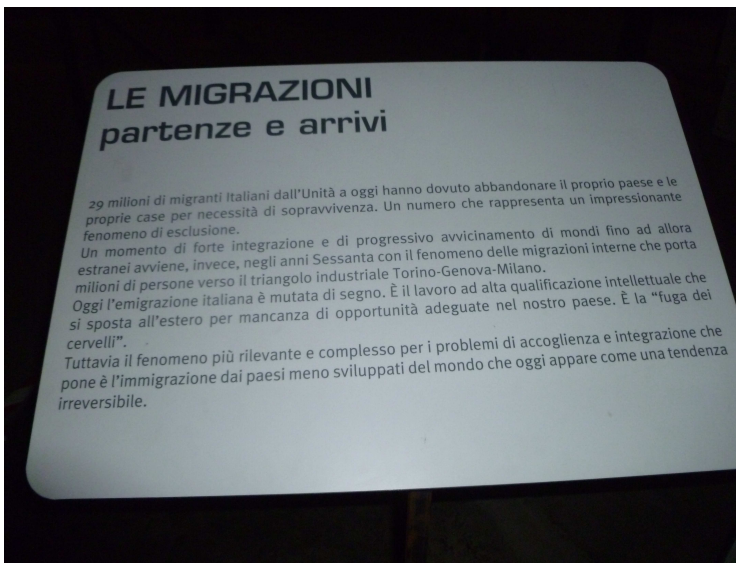 LE MIGRAZIONI
partenze e arrivi
29 milioni di migranti Italiani dall'Unità a oggi hanno dovuto abbandonare il proprio paese e le
proprie case per necessità di sopravvivenza. Un numero che rappresenta un impressionante
fenomeno di esclusione.
Un momento di forte integrazione e di progressivo avvicinamento di mondi fino ad allora
estranei avviene, invece, negli anni Sessanta con il fenomeno delle migrazioni interne che porta
milioni di persone verso il triangolo industriale Torino-Genova-Milano.
Oggi l'emigrazione italiana è mutata di segno. È il lavoro ad alta qualificazione intellettuale che
si sposta all'estero per mancanza di opportunità adeguate nel nostro paese. È la "fuga dei
cervelli".
Tuttavia il fenomeno più rilevante e complesso per i problemi di accoglienza e integrazione che
pone è l'immigrazione dai paesi meno sviluppati del mondo che oggi appare come una tendenza
irreversibile.